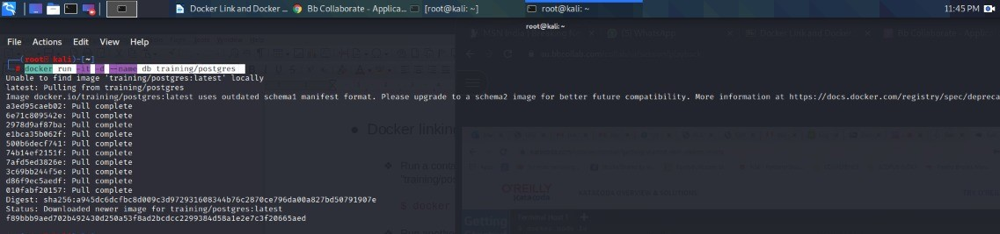 Docker Link and Docker ...
Bb Collaborate - Applica...
[root@kali: ~]
root@kali: ~
11:45 PM
root@kali: ~
File Actions Edit View Help
(root kali)-[~]
# docker run -it -d --name db training/postgres
Unable to find image 'training/postgres:latest' locally
latest: Pulling from training/postgres
Image docker.io/training/postgres:latest uses outdated schema1 manifest format. Please upgrade to a schema2 image for better future compatibility. More information at https://docs.docker.com/registry/spec/depreca
a3ed95caeb02: Pull complete
6e71c809542e: Pull complete
2978d9af87ba: Pull complete
e1bca35b062f: Pull complete
500b6decf741: Pull complete
74b14ef2151f: Pull complete
7afd5ed3826e: Pull complete
3c69bb244f5e: Pull complete
d86f9ec5aedf: Pull complete
010fabf20157: Pull complete
Digest: sha256:a945dc6dcfbc8d009c3d972931608344b76c2870ce796da00a827bd50791907e
Status: Downloaded newer image for training/postgres:latest
f89bbb9aed702b492430d250a53f8ad2bcdcc2299384d58a1e2e7c3f20665aed
Docker linkin
Run a conta
"training/po
$ docker
O'REILLY
Getting